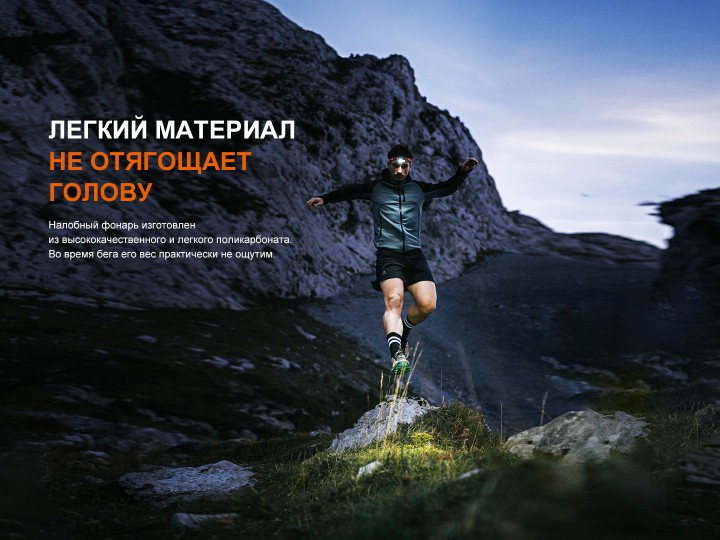 ЛЕГКИЙ МАТЕРИАЛ
НЕ ОТЯГОЩАЕТ
ГОЛОВУ
Налобный фонарь изготовлен
из высококачественного и легкого поликарбоната.
Во время бега его вес практически не ощутим.